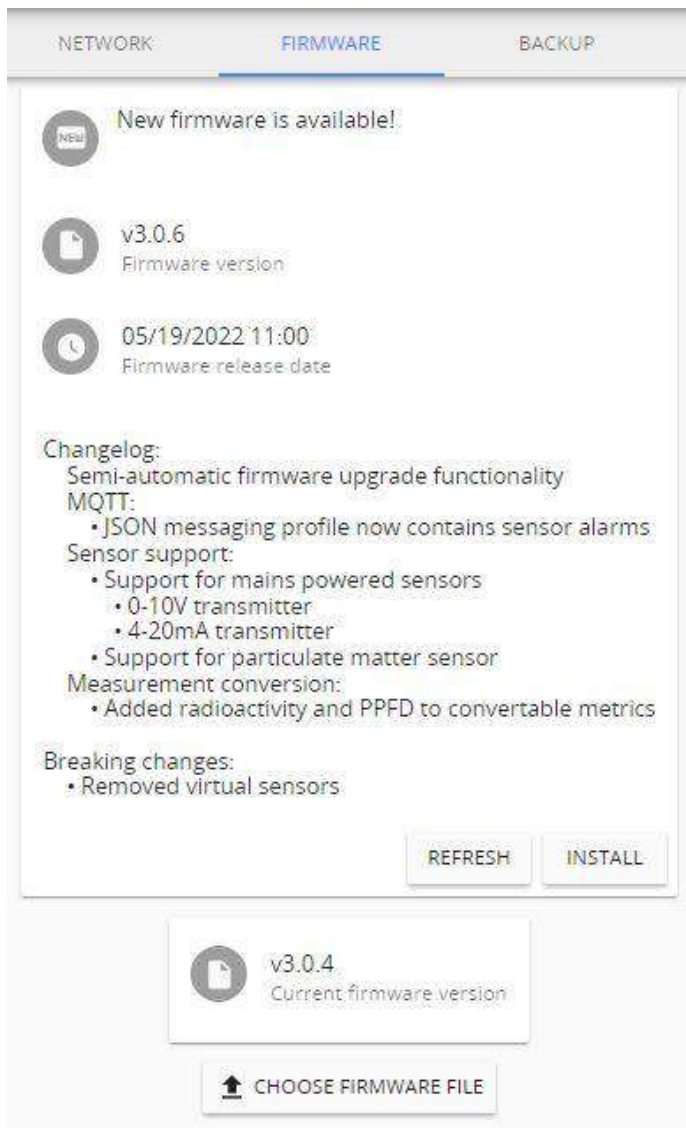 NETWORK FIRMWARE BACKUP
NEW
New firmware is available!
v3.0.6
Firmware version
05/19/2022 11:00
Firmware release date
Changelog:
Semi-automatic firmware upgrade functionality
MQTT:
• JSON messaging profile now contains sensor alarms
Sensor support:
• Support for mains powered sensors
• 0-10V transmitter
• 4-20mA transmitter
• Support for particulate matter sensor
Measurement conversion:
• Added radioactivity and PPFD to convertable metrics
Breaking changes:
• Removed virtual sensors
REFRESH INSTALL
v3.0.4
Current firmware version
CHOOSE FIRMWARE FILE